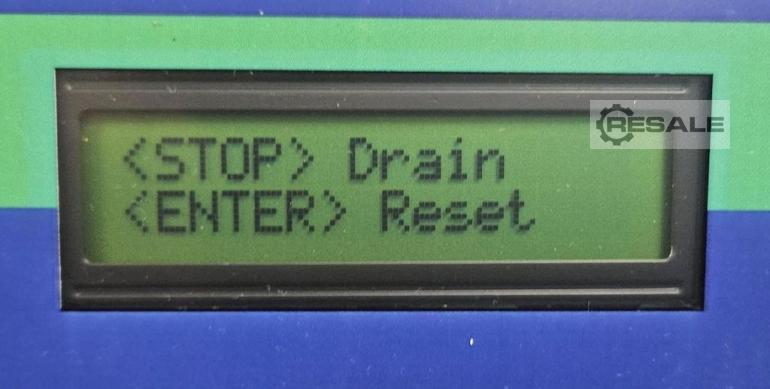 RESALE
<STOP> Drain
<ENTER> Reset